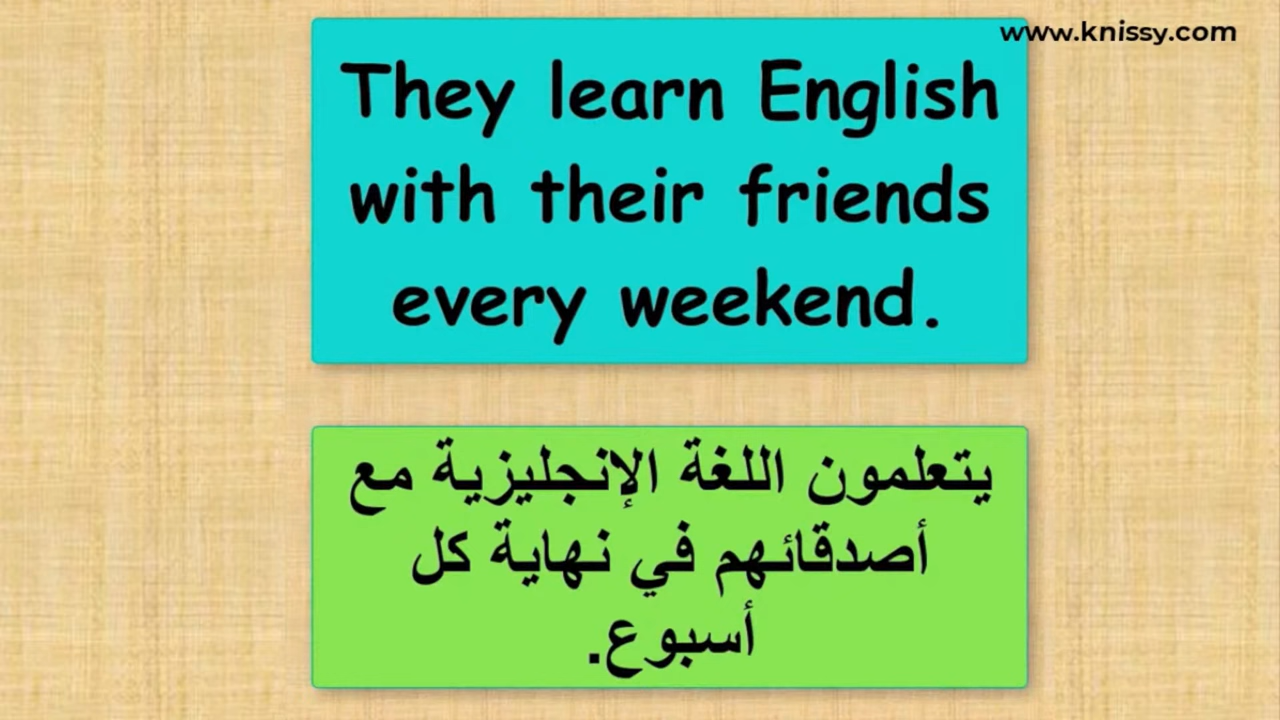 www.knissy.com
They learn English
with their friends
every weekend.
يتعلمون اللغة الإنجليزية مع
أصدقائهم في نهاية كل
أسبوع.